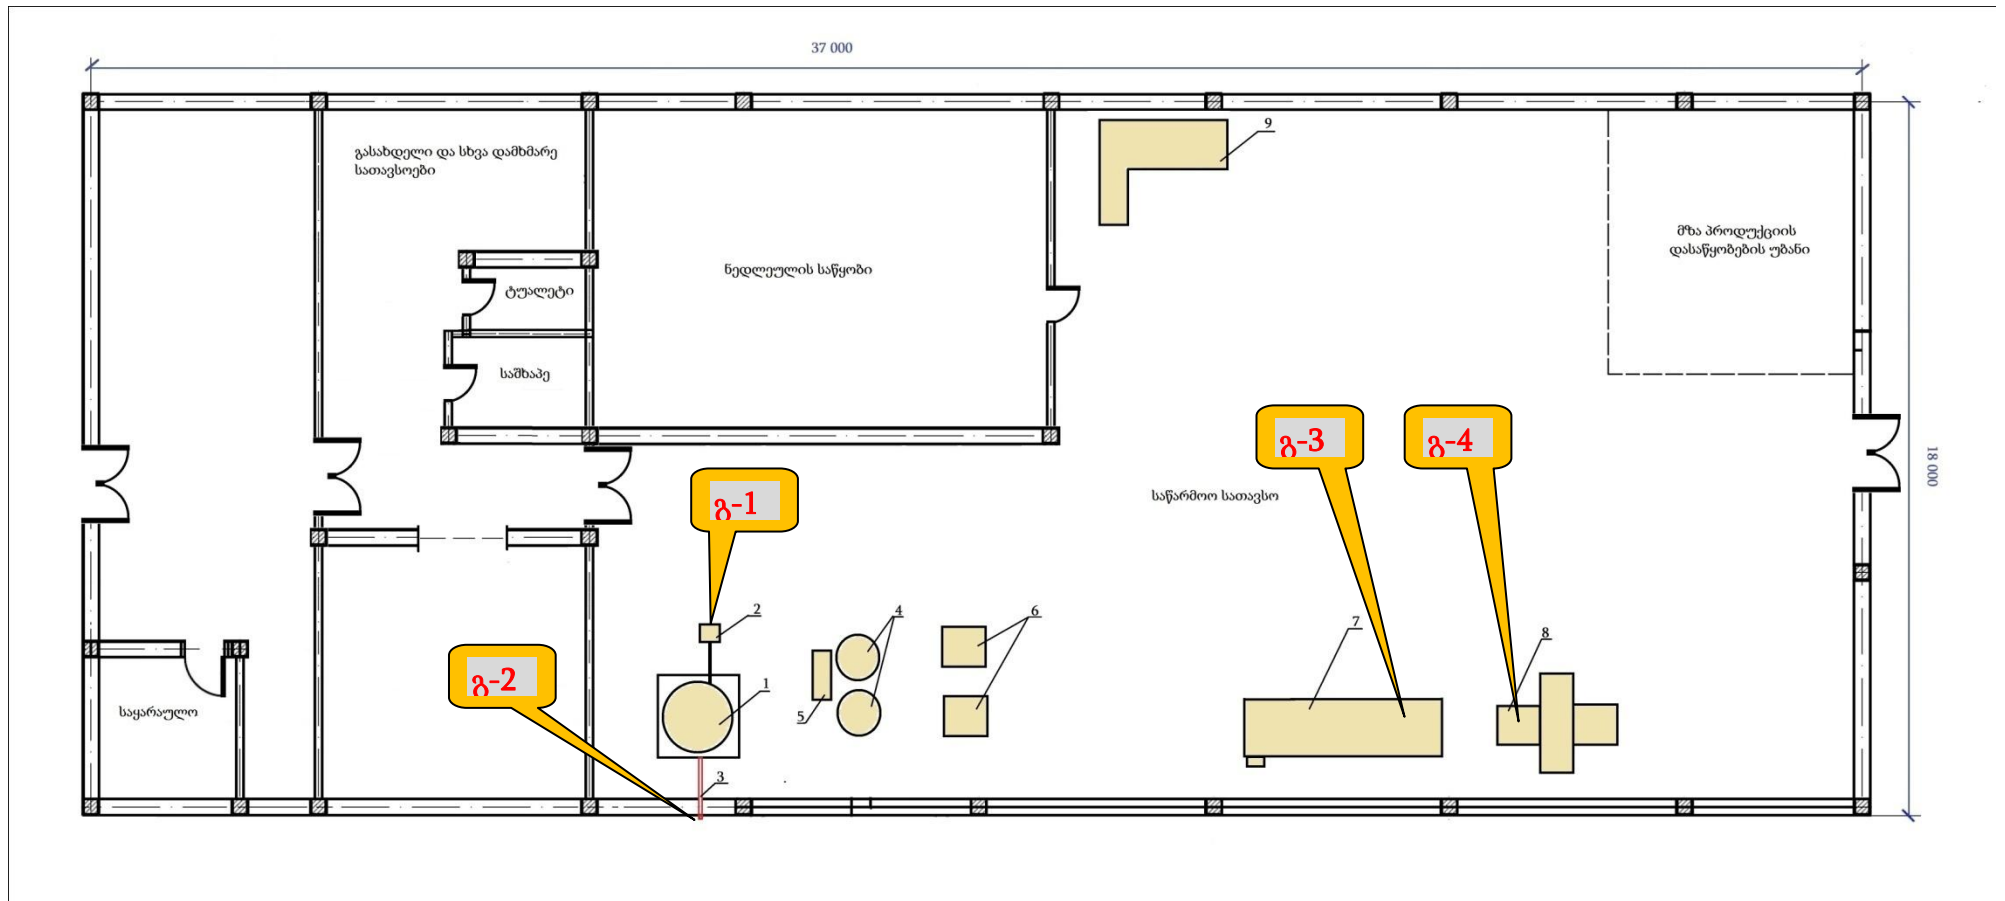 37 000
გასახდელი და სხვა დამხმარე
სათავსოები
9
მზა პროდუქციის
დასაწყობების უბანი
ნედლეულის საწყობი
ტუალეტი
საშხაპე
გ-3
გ-4
18 000
გ-1
საწარმოო სათავსო
2
4
6
7
8
გ-2
1
5
საყარაულო
3